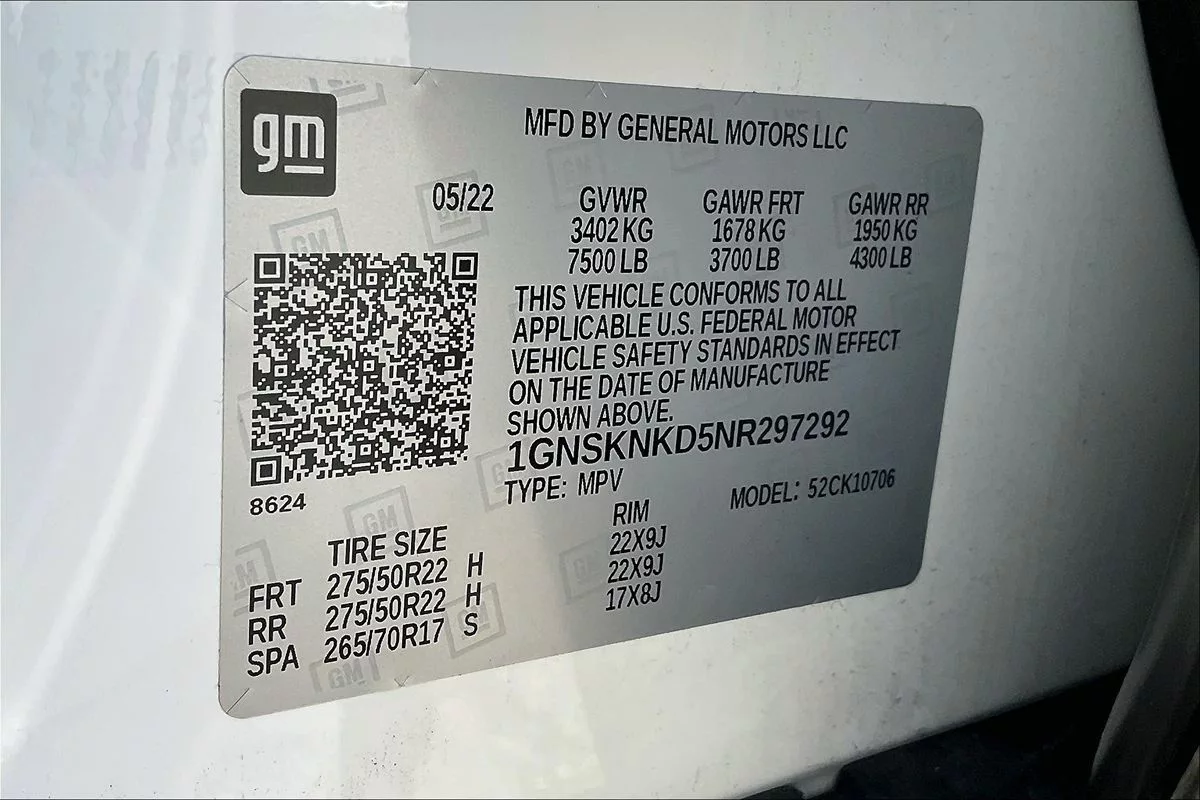 gm
MFD BY GENERAL MOTORS LLC
05/22 GVWR GAWR FRT GAWR RR
3402 KG 1678 KG 1950 KG
7500 LB 3700 LB 4300 LB
THIS VEHICLE CONFORMS TO ALL
APPLICABLE U.S. FEDERAL MOTOR
VEHICLE SAFETY STANDARDS IN EFFECT
ON THE DATE OF MANUFACTURE
SHOWN ABOVE.
1GNSKNKD5NR297292
TYPE: MPV MODEL: 52CK10706
8624
TIRE SIZE RIM
FRT 275/50R22 H 22X9J
RR 275/50R22 H 22X9J
SPA 265/70R17 S 17X8J